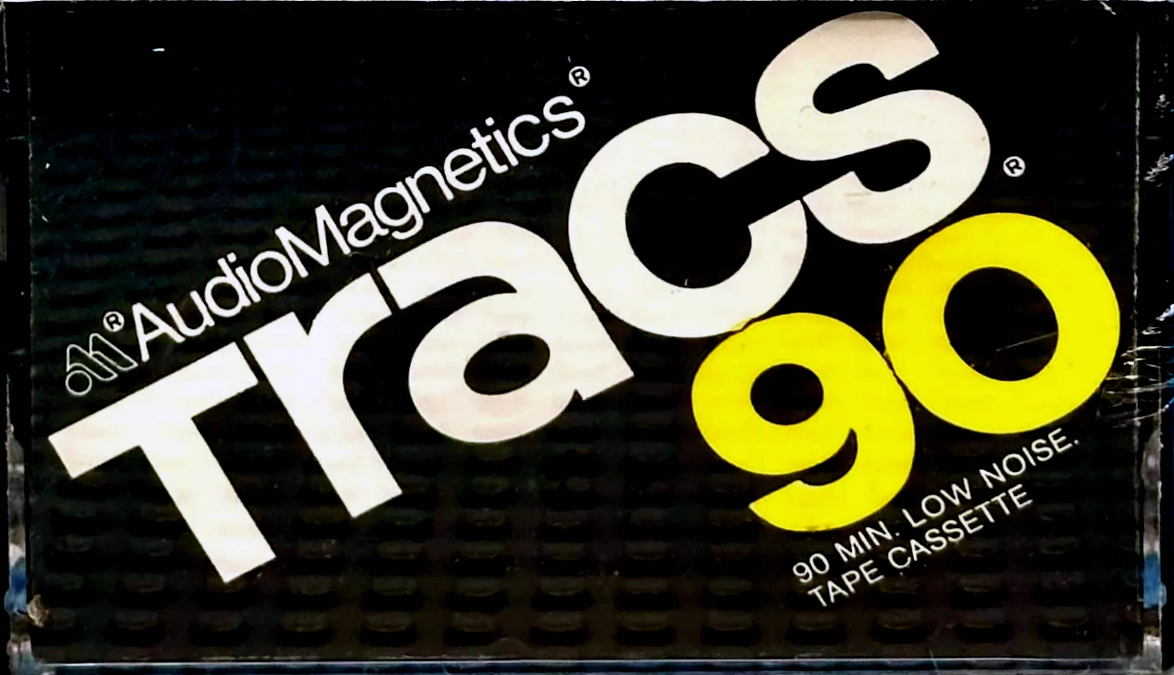 ® AudioMagnetics®
Tracs®
90
90 MIN. LOW NOISE.
TAPE CASSETTE